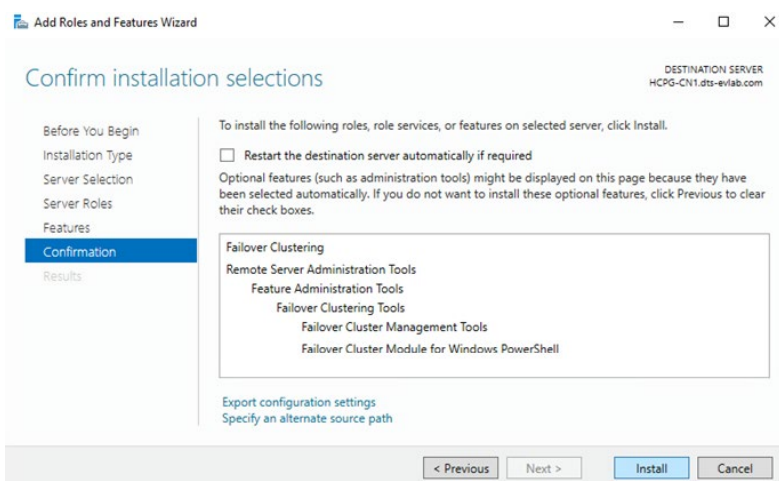 Add Roles and Features Wizard
Confirm installation selections
DESTINATION SERVER
HCPG-CN1.dts-evlab.com
Before You Begin
Installation Type
Server Selection
Server Roles
Features
Confirmation
Results
To install the following roles, role services, or features on selected server, click Install.
Restart the destination server automatically if required
Optional features (such as administration tools) might be displayed on this page because they have
been selected automatically. If you do not want to install these optional features, click Previous to clear
their check boxes.
Failover Clustering
Remote Server Administration Tools
Feature Administration Tools
Failover Clustering Tools
Failover Cluster Management Tools
Failover Cluster Module for Windows PowerShell
Export configuration settings
Specify an alternate source path
< Previous
Next >
Install
Cancel